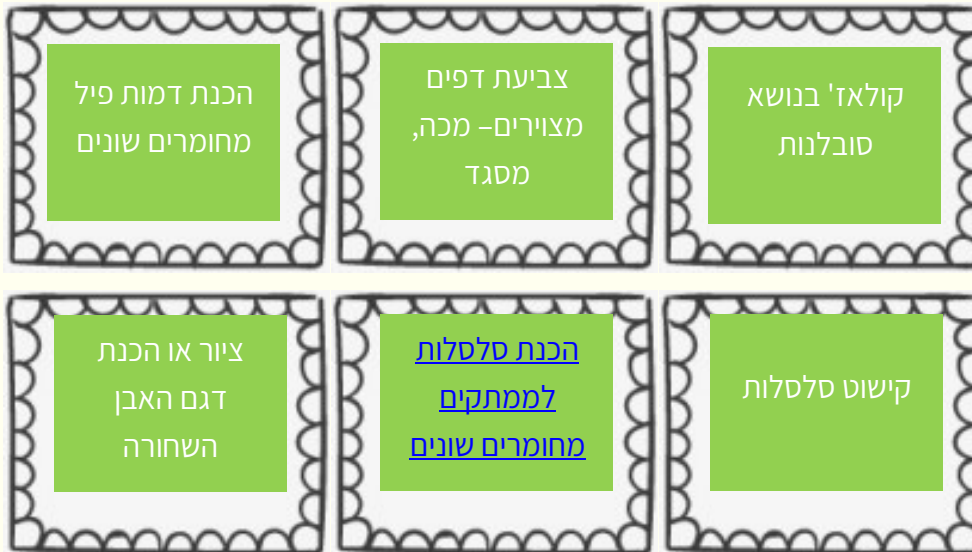 קולאז' בנושא
סובלנות
צביעת דפים
מצוירים– מכה,
מסגד
הכנת דמות פיל
מחומרים שונים
קישוט סלסלות
הכנת סלסלות
לממתקים
מחומרים שונים
ציור או הכנת
דגם האבן
השחורה